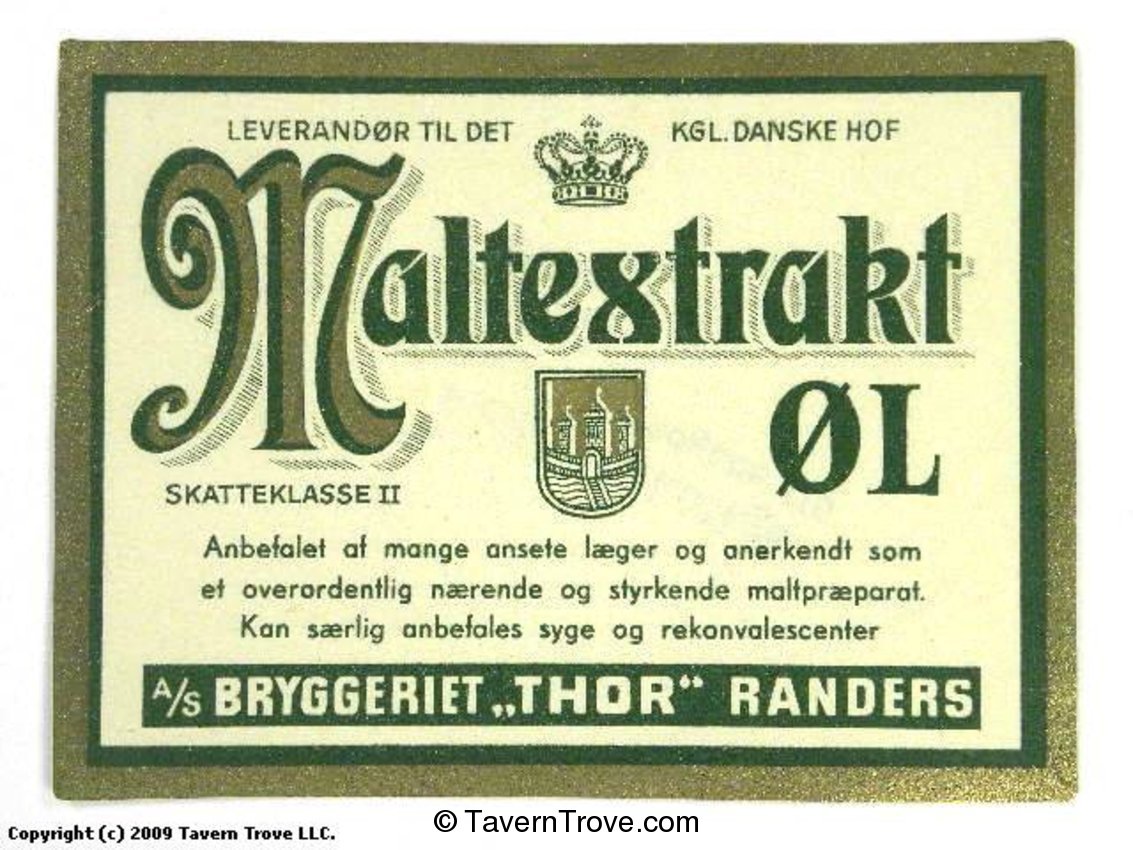 LEVERANDØR TIL DET KGL. DANSKE HOF
Maltextrakt
ØL
SKATTEKLASSE II
Anbefalet af mange ansete læger og anerkendt som
et overordentlig nærende og styrkende maltpræparat.
Kan særlig anbefales syge og rekonvalescenter
A/S BRYGGERIET „THOR“ RANDERS
Copyright (c) 2009 Tavern Trove LLC.
© TavernTrove.com